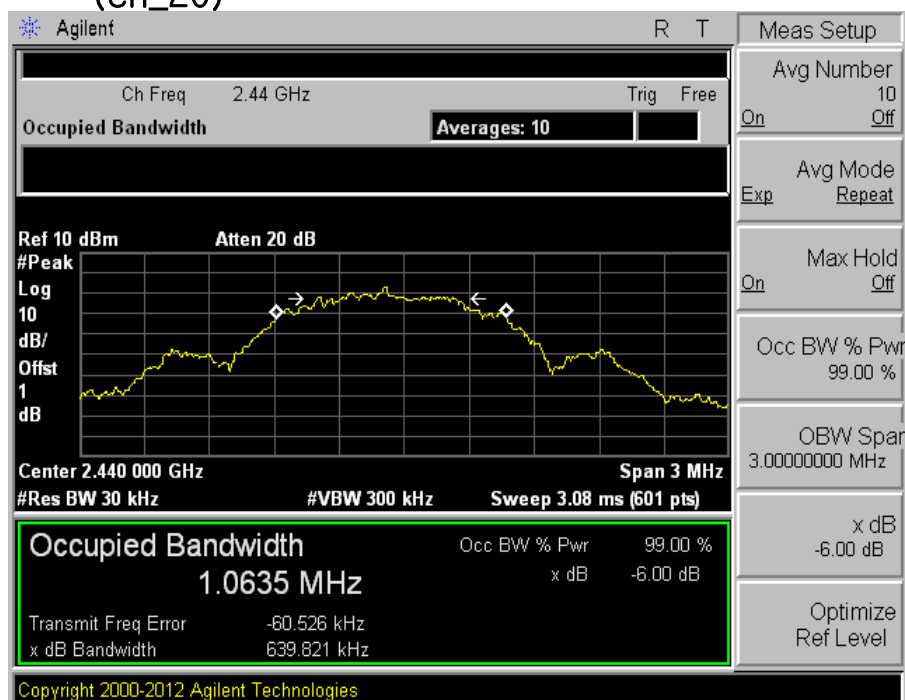 (CH_20)
Agilent R T
Ch Freq 2.44 GHz Trig Free
Occupied Bandwidth Averages: 10
Ref 10 dBm Atten 20 dB
#Peak
Log
10
dB/
Offst
1
dB
Center 2.440 000 GHz Span 3 MHz
#Res BW 30 kHz #VBW 300 kHz Sweep 3.08 ms (601 pts)
Occupied Bandwidth Occ BW % Pwr 99.00 %
1.0635 MHz x dB -6.00 dB
Transmit Freq Error -60.526 kHz
x dB Bandwidth 639.821 kHz
Copyright 2000-2012 Agilent Technologies
Meas Setup
Avg Number
10
On Off
Avg Mode
Exp Repeat
Max Hold
On Off
Occ BW % Pwr
99.00 %
OBW Span
3.00000000 MHz
x dB
-6.00 dB
Optimize
Ref Level